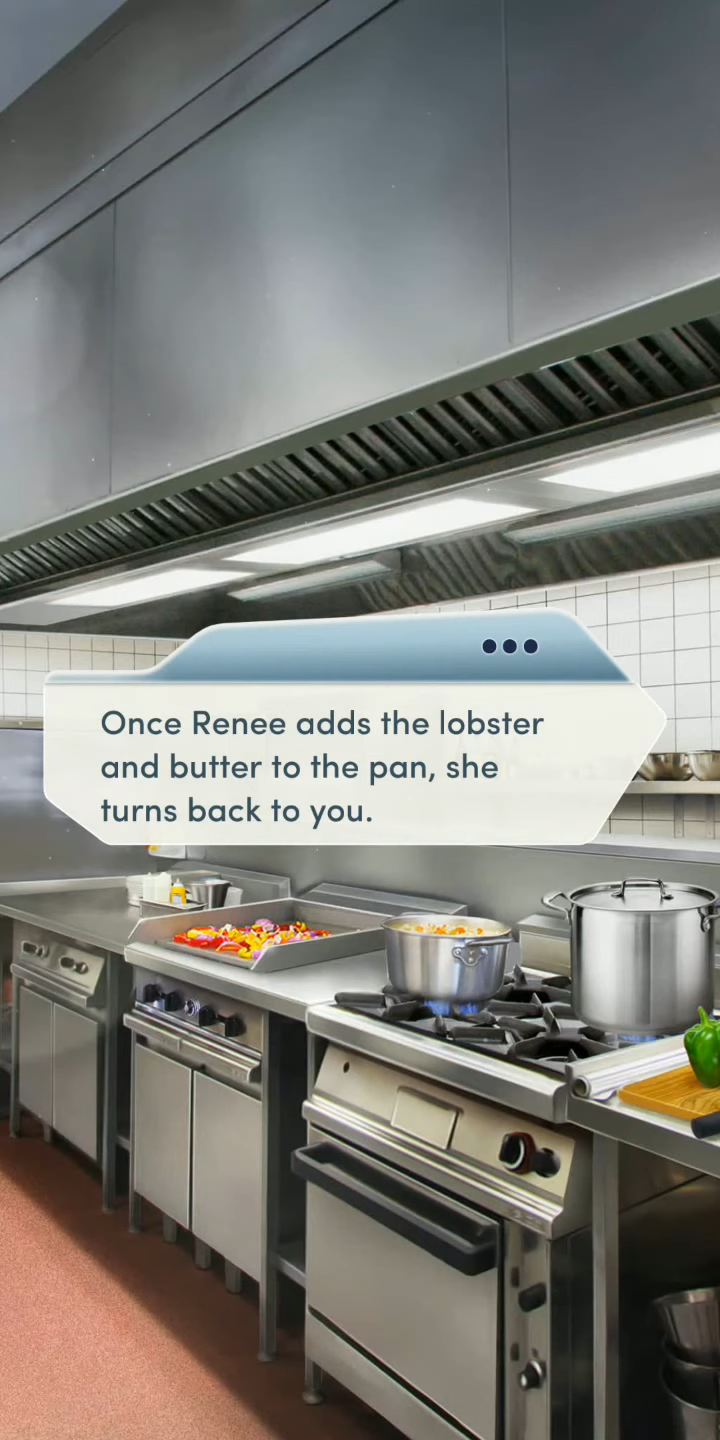 Once Renee adds the lobster
and butter to the pan, she
turns back to you.